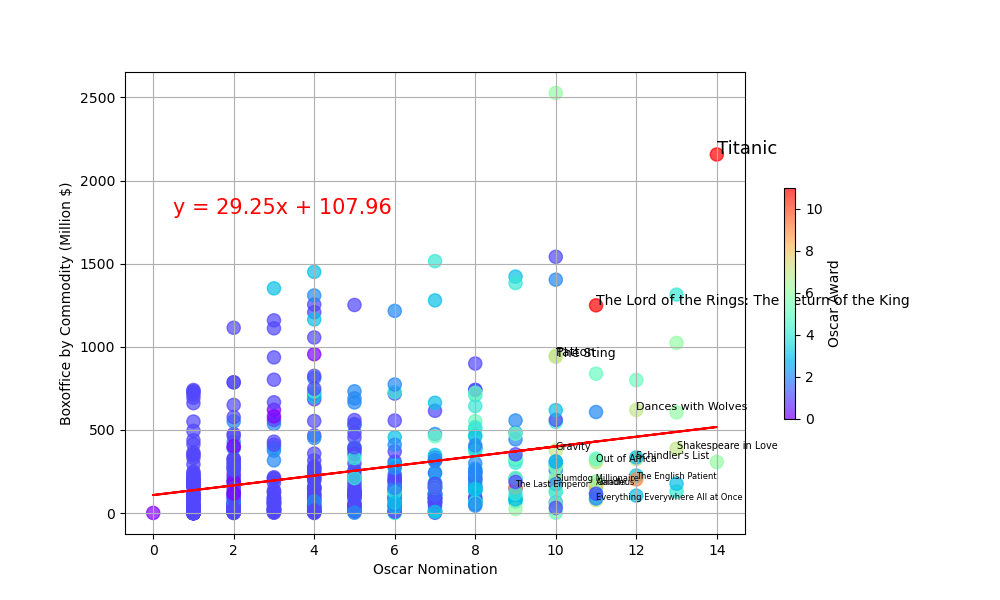 2500
2000
1500
1000
500
0
Boxoffice by Commodity (Million $)
y = 29.25x + 107.96
Titanic
The Lord of the Rings: The Return of the King
The Sting
Dances with Wolves
Gravity
Shakespeare in Love
Schindler's List
Out of Africa
The English Patient
Slumdog Millionaire
The Last Emperor
Everything Everywhere All at Once
0 2 4 6 8 10 12 14
Oscar Nomination
10
8
6
4
2
0
Oscar Award